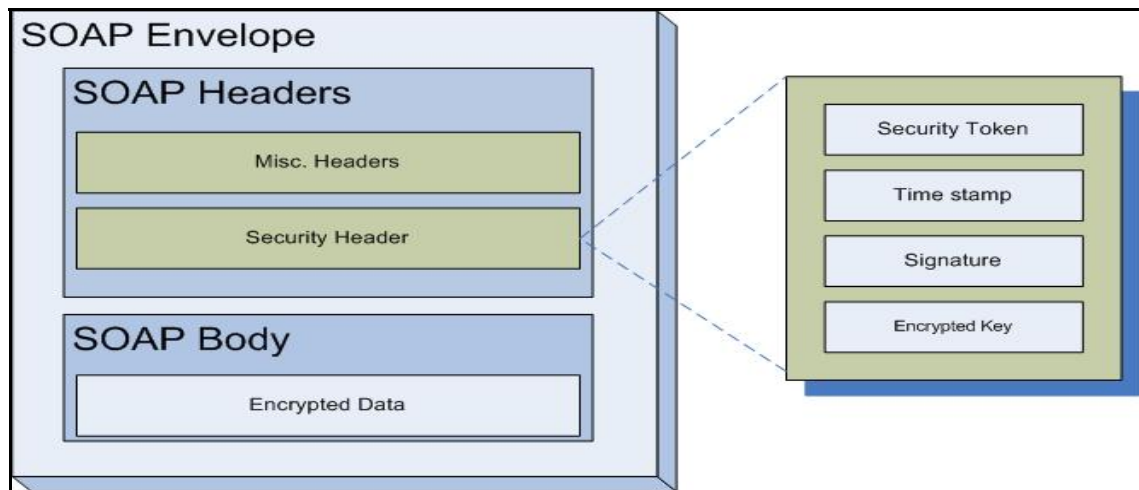 SOAP Envelope
SOAP Headers
Misc. Headers
Security Header
SOAP Body
Encrypted Data
Security Token
Time stamp
Signature
Encrypted Key